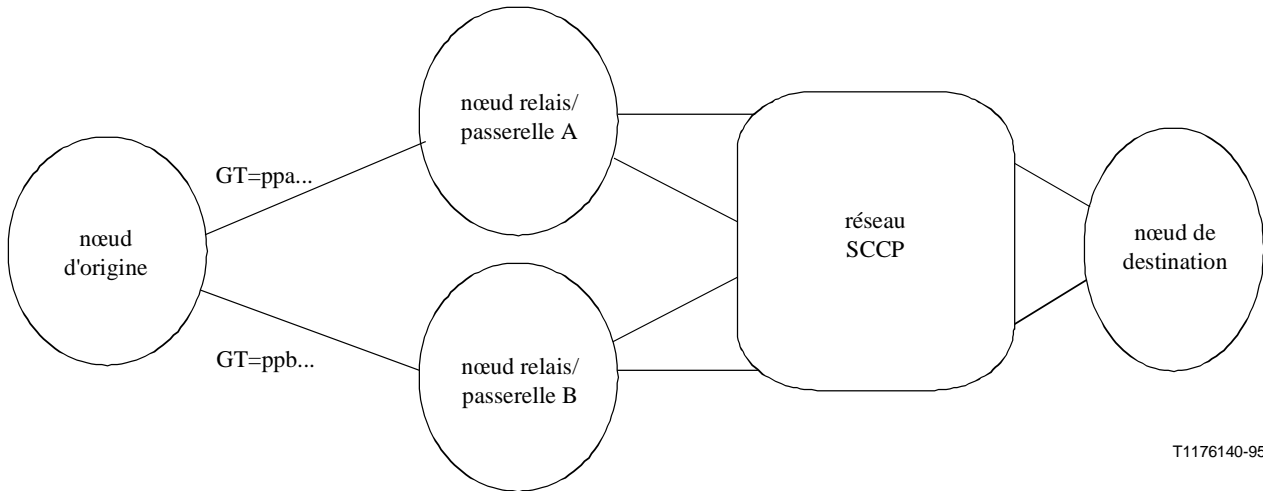 nœud relais/
passerelle A
GT=ppa...
nœud
d'origine
réseau
SCCP
nœud de
destination
GT=ppb...
nœud relais/
passerelle B
T1176140-95